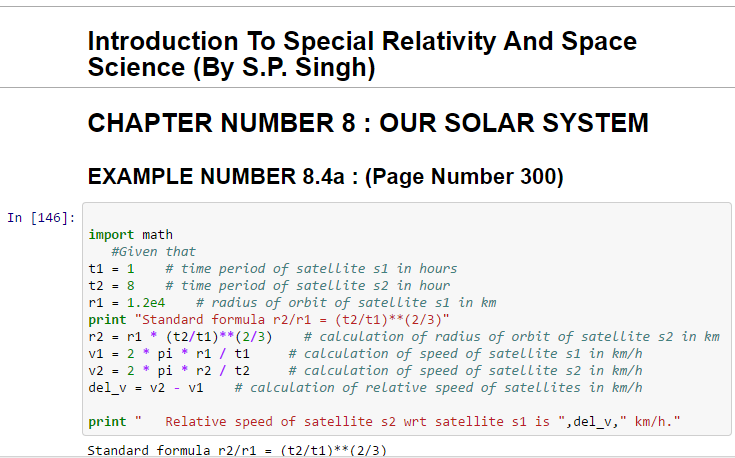 Introduction To Special Relativity And Space
Science (By S.P. Singh)
CHAPTER NUMBER 8 : OUR SOLAR SYSTEM
EXAMPLE NUMBER 8.4a : (Page Number 300)
In [146]:
import math
#Given that
t1 = 1    # time period of satellite s1 in hours
t2 = 8    # time period of satellite s2 in hour
r1 = 1.2e4    # radius of orbit of satellite s1 in km
print "Standard formula r2/r1 = (t2/t1)**(2/3)"
r2 = r1 * (t2/t1)**(2/3)    # calculation of radius of orbit of satellite s2 in km
v1 = 2 * pi * r1 / t1     # calculation of speed of satellite s1 in km/h
v2 = 2 * pi * r2 / t2     # calculation of speed of satellite s2 in km/h
del_v = v2 - v1    # calculation of relative speed of satellites in km/h
print "   Relative speed of satellite s2 wrt satellite s1 is ",del_v," km/h."
Standard formula r2/r1 = (t2/t1)**(2/3)